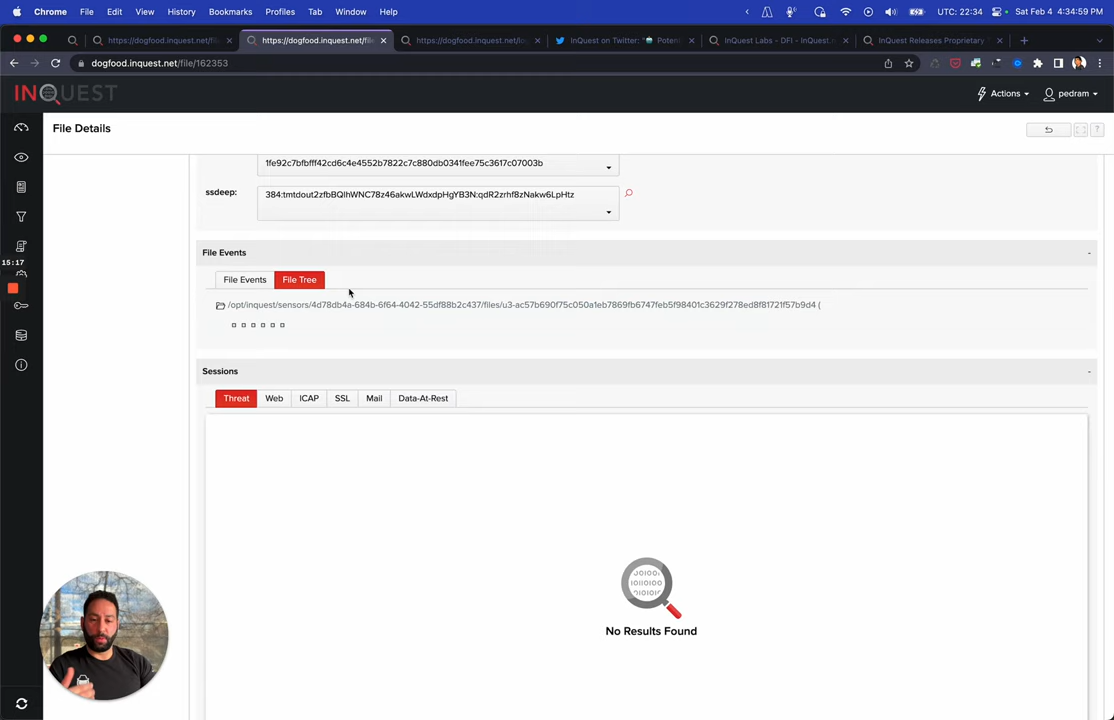 Chrome File Edit View History Bookmarks Profiles Tab Window Help UTC: 22:34 Sat Feb 4 4:34:59 PM
https://dogfood.inquest.net/fil https://dogfood.inquest.net/file https://dogfood.inquest.net/lo InQuest on Twitter: " Potent InQuest Labs - DFI - InQuest.n InQuest Releases Proprietary
dogfood.inquest.net/file/162353
INQUEST Actions pedram
File Details
1fe92c7bfbfff42cd6c4e4552b7822c7c880db0341fee75c3617c07003b
ssdeep: 384:tmtdout2zfbBQlhWNC78z46akwLWdxdpHgYB3N:qdR2zrhf8zNakw6LpHtz
File Events -
15:17
File Events File Tree
/opt/inquest/sensors/4d78db4a-684b-6f64-4042-55df88b2c437/files/u3-ac57b690f75c050a1eb7869fb6747feb5f98401c3629f278ed8f81721f57b9d4 (
Sessions -
Threat Web ICAP SSL Mail Data-At-Rest
No Results Found